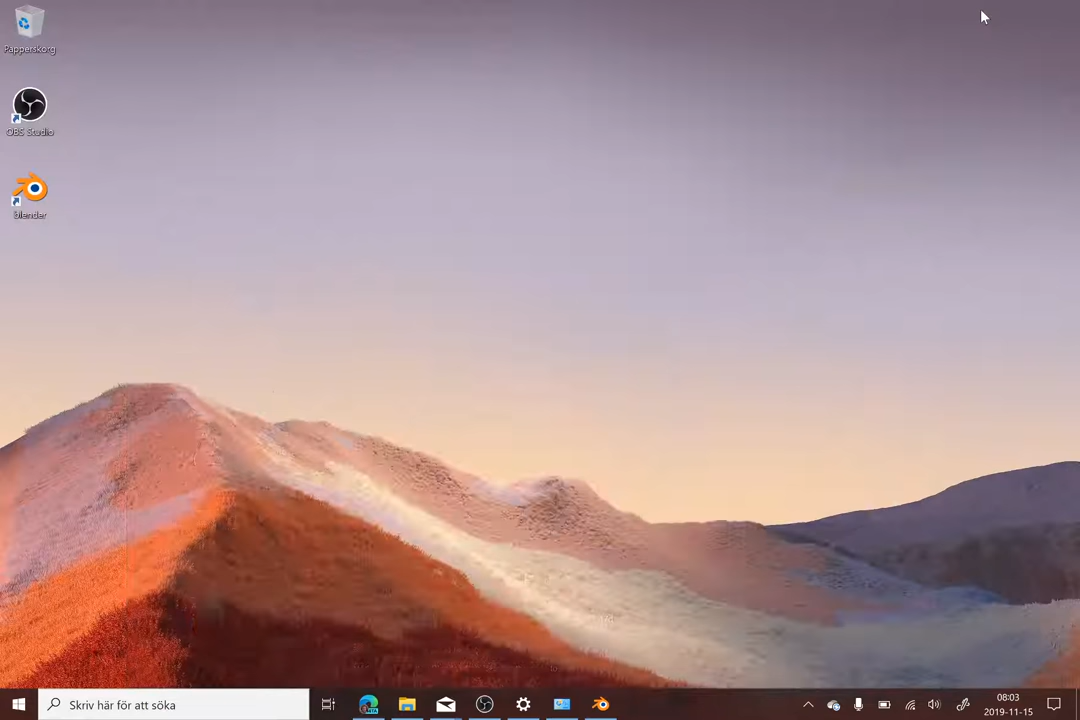 Papperskorg
OBS Studio
blender
Skriv här för att söka
08:03
2019-11-15